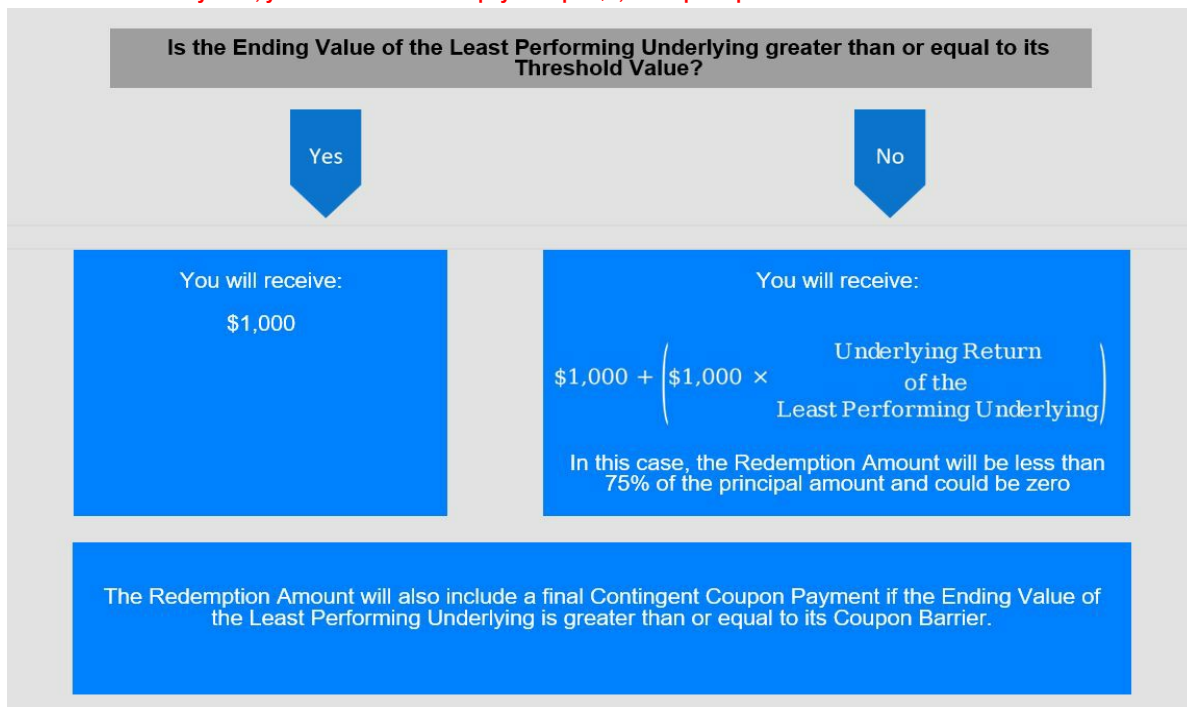 Is the Ending Value of the Least Performing Underlying greater than or equal to its
Threshold Value?
Yes
No
You will receive:
$1,000
You will receive:
$1,000 + ($1,000 × Underlying Return
of the
Least Performing Underlying)
In this case, the Redemption Amount will be less than
75% of the principal amount and could be zero
The Redemption Amount will also include a final Contingent Coupon Payment if the Ending Value of
the Least Performing Underlying is greater than or equal to its Coupon Barrier.